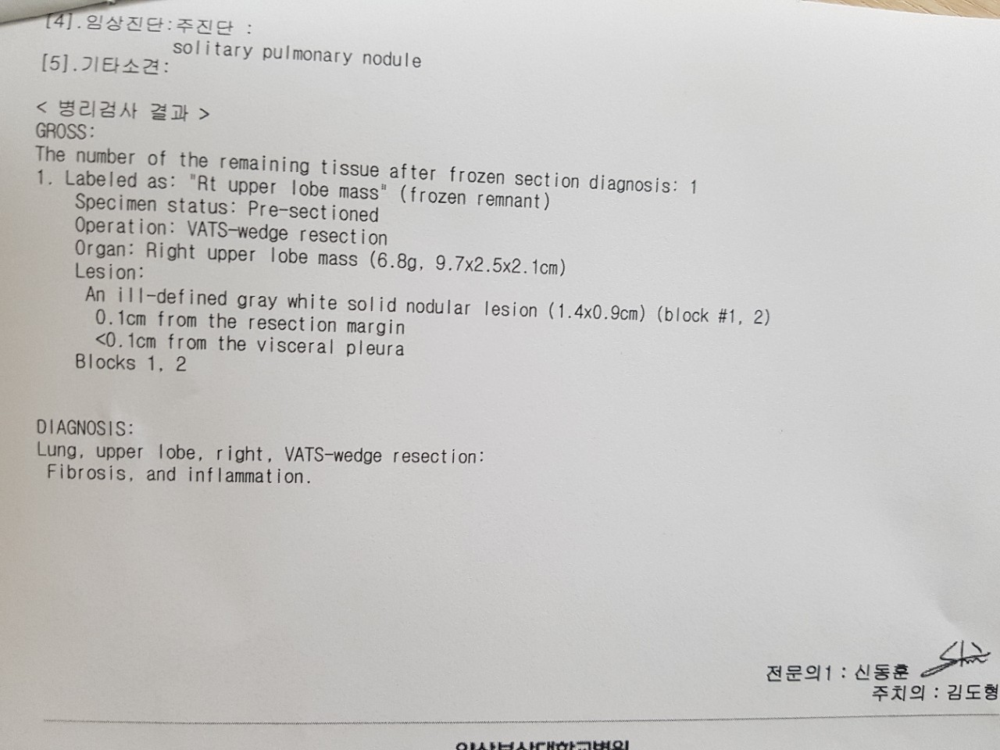 [4].임상진단:주진단 :
solitary pulmonary nodule
[5].기타소견:
< 병리검사 결과 >
GROSS:
The number of the remaining tissue after frozen section diagnosis: 1
1. Labeled as: "Rt upper lobe mass" (frozen remnant)
Specimen status: Pre-sectioned
Operation: VATS-wedge resection
Organ: Right upper lobe mass (6.8g, 9.7x2.5x2.1cm)
Lesion:
An ill-defined gray white solid nodular lesion (1.4x0.9cm) (block #1, 2)
0.1cm from the resection margin
<0.1cm from the visceral pleura
Blocks 1, 2
DIAGNOSIS:
Lung, upper lobe, right, VATS-wedge resection:
Fibrosis, and inflammation.
전문의1 : 신동훈
주치의 : 김도형